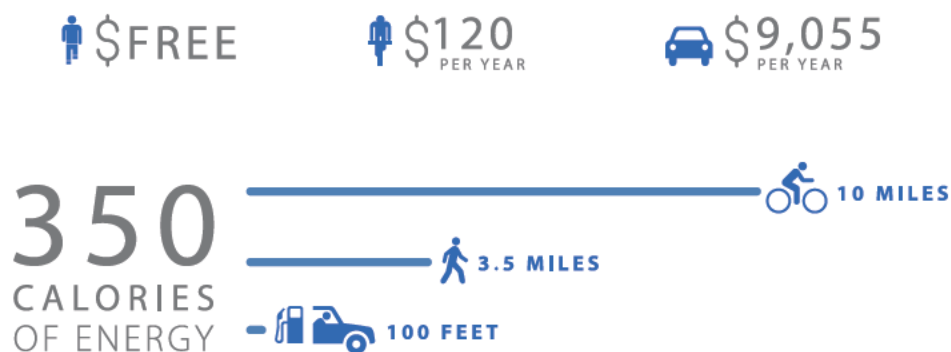 $FREE
$120
PER YEAR
$9,055
PER YEAR
350
CALORIES
OF ENERGY
10 MILES
3.5 MILES
100 FEET